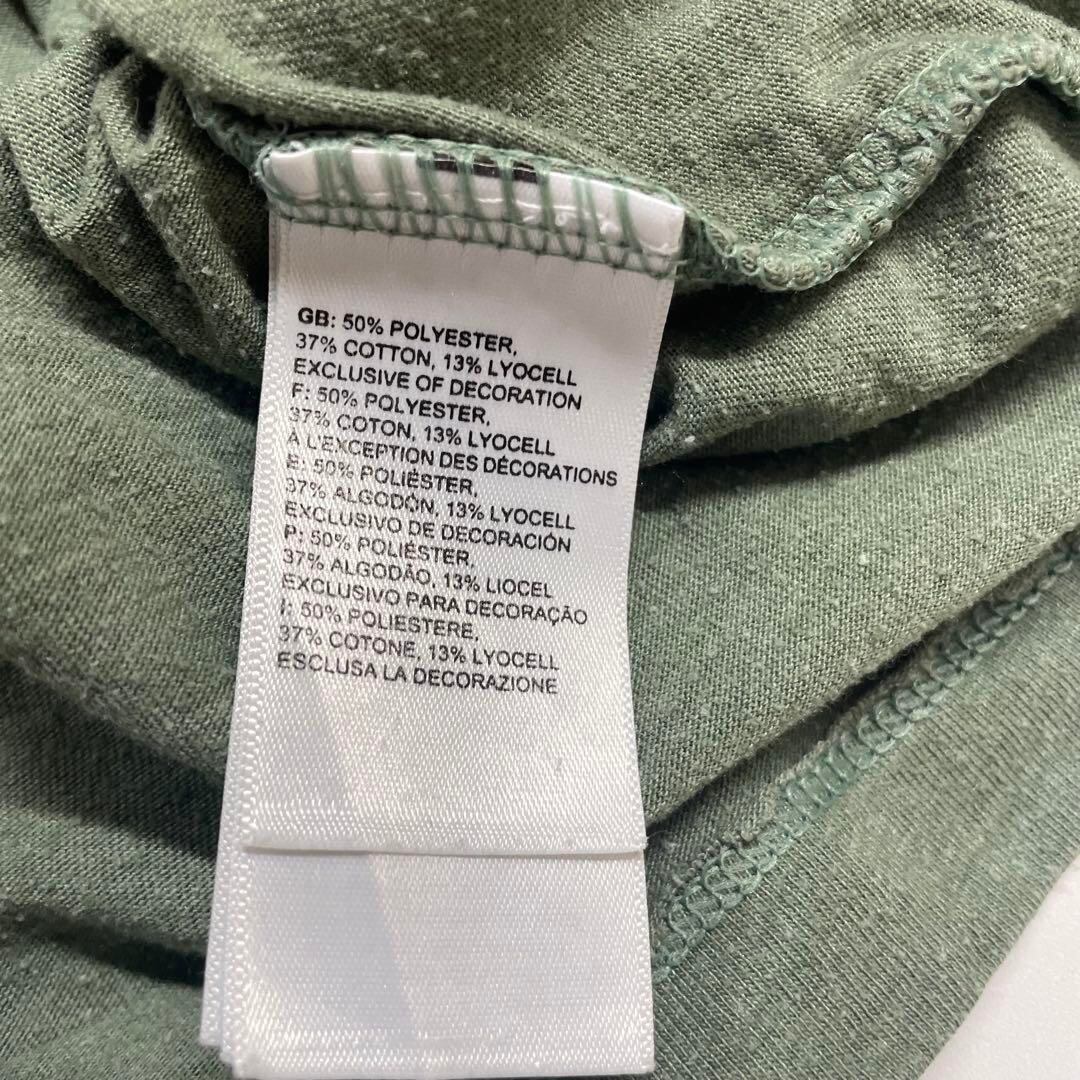 GB: 50% POLYESTER,
37% COTTON, 13% LYOCELL
EXCLUSIVE OF DECORATION
F: 50% POLYESTER,
37% COTON, 13% LYOCELL
À L'EXCEPTION DES DÉCORATIONS
E: 50% POLIÉSTER,
37% ALGODÓN, 13% LYOCELL
EXCLUSIVO DE DECORACIÓN
P: 50% POLIÉSTER,
37% ALGODÃO, 13% LIOCEL
EXCLUSIVO PARA DECORAÇÃO
I: 50% POLIESTERE,
37% COTONE, 13% LYOCELL
ESCLUSA LA DECORAZIONE